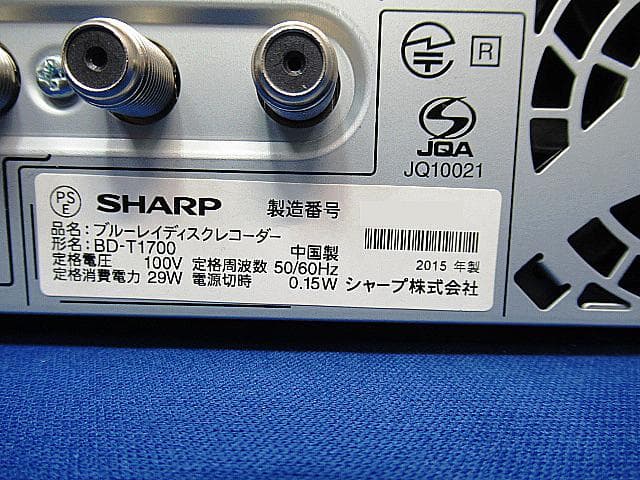 R
JQA
JQ10021
PS
E
SHARP 製造番号
品名：ブルーレイディスクレコーダー
形名：BD-T1700 中国製
定格電圧 100V 定格周波数 50/60Hz 2015 年製
定格消費電力 29W 電源切時 0.15W シャープ株式会社